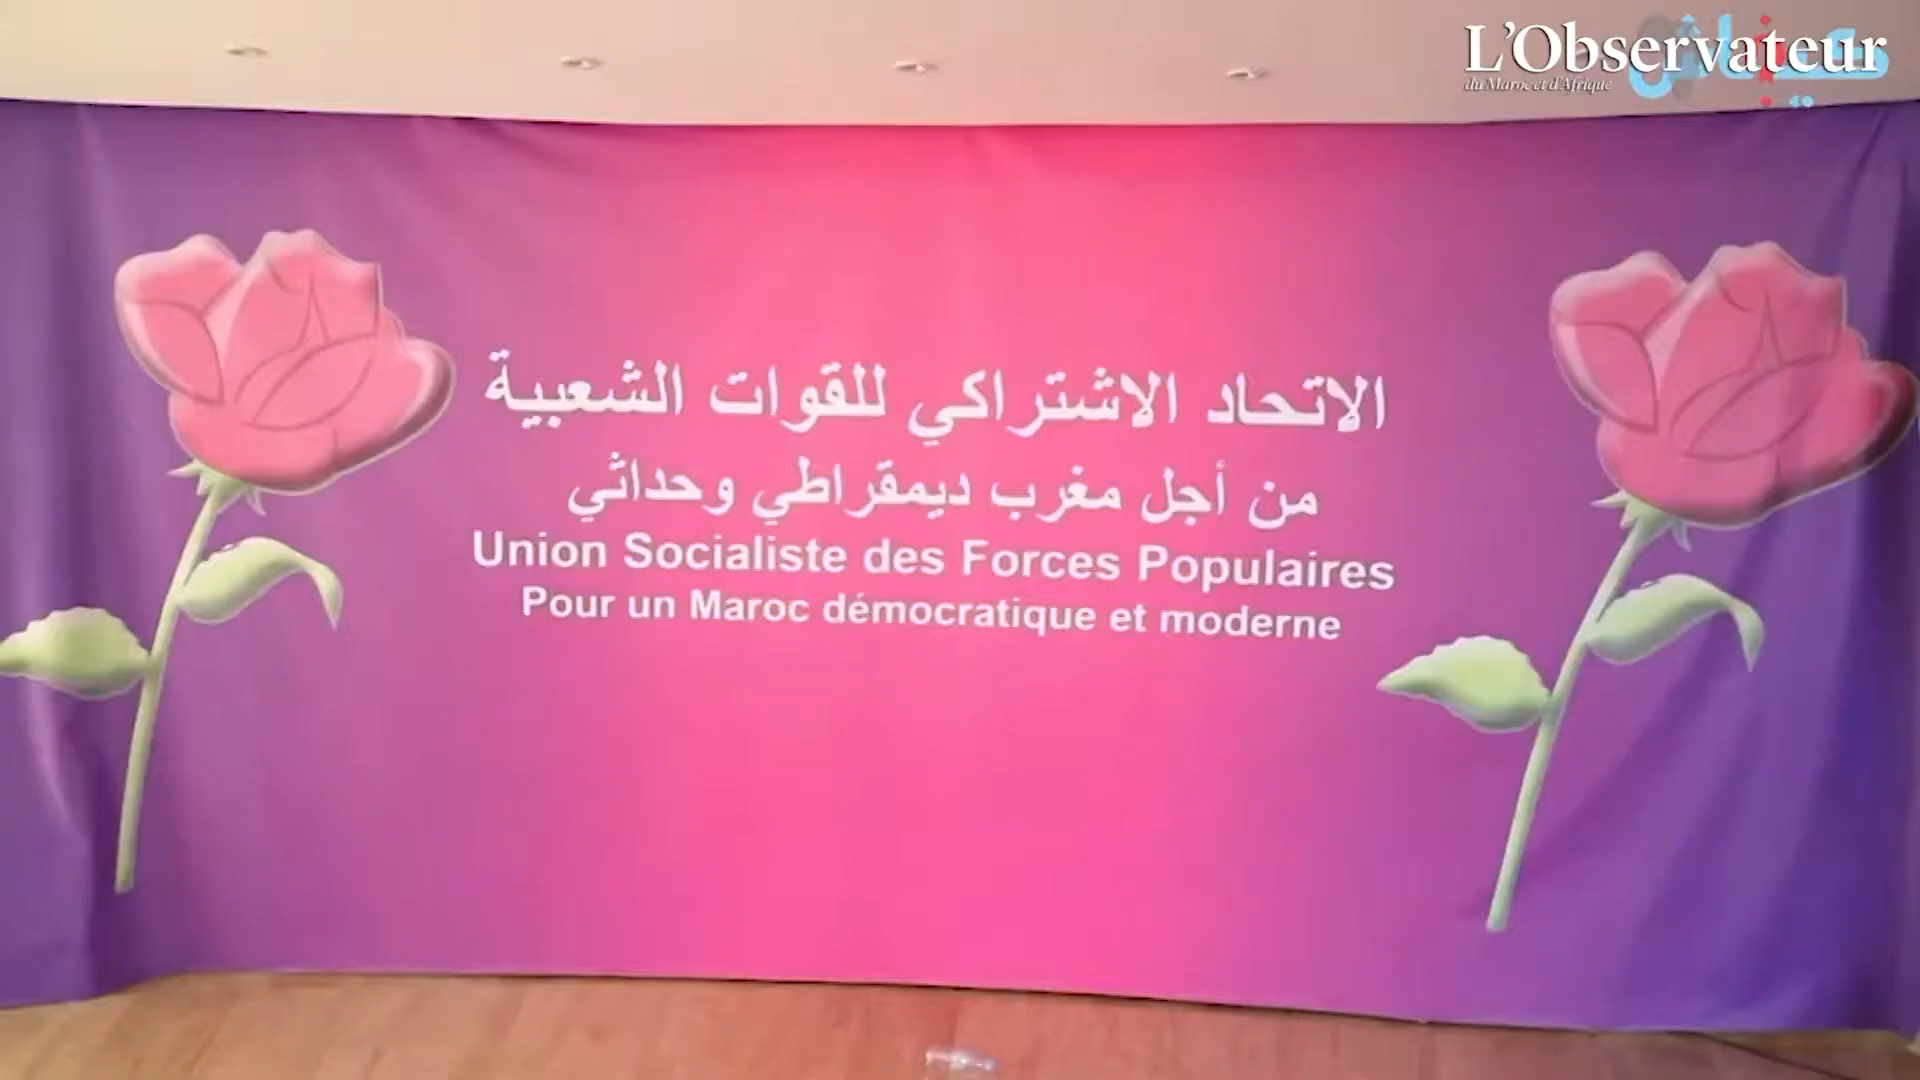 L'Observateur
du Maroc et d'Afrique
الاتحاد الاشتراكي للقوات الشعبية
من أجل مغرب ديمقراطي وحداثي
Union Socialiste des Forces Populaires
Pour un Maroc démocratique et moderne